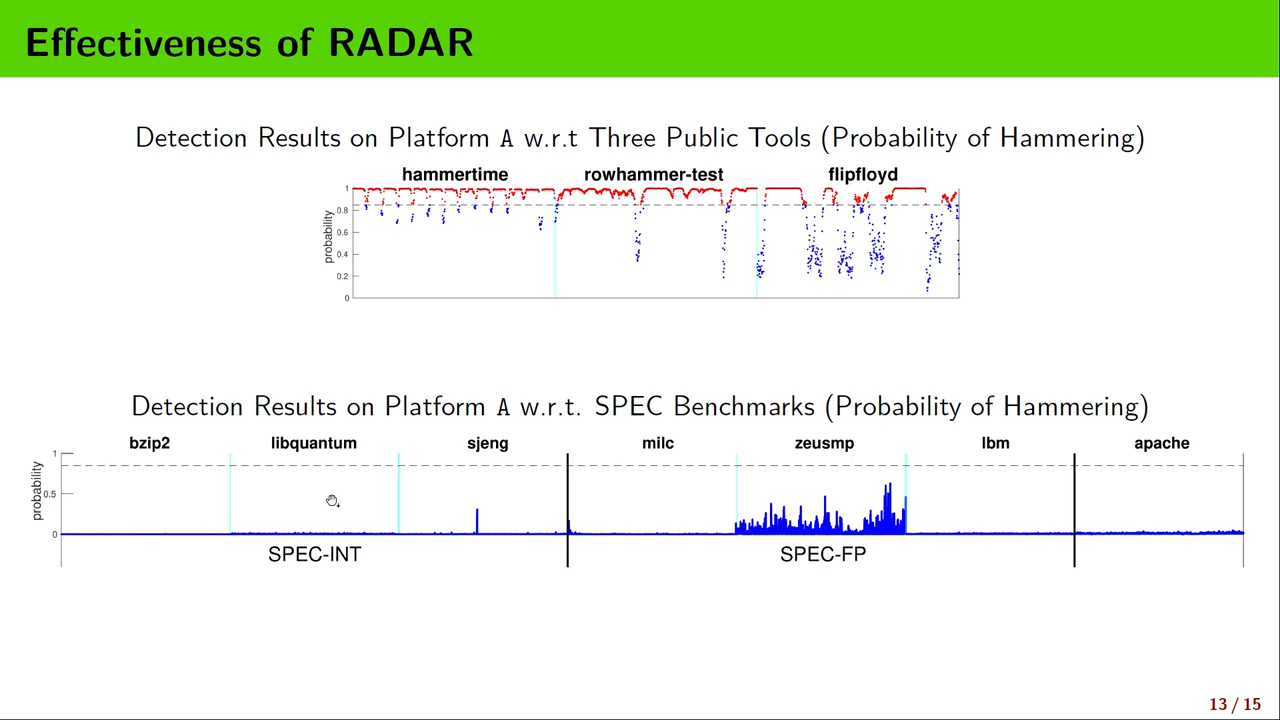 Effectiveness of RADAR
Detection Results on Platform A w.r.t Three Public Tools (Probability of Hammering)
hammertime rowhammer-test flipfloyd
probability
1
0.8
0.6
0.4
0.2
0
Detection Results on Platform A w.r.t. SPEC Benchmarks (Probability of Hammering)
bzip2 libquantum sjeng milc zeusmp lbm apache
probability
1
0.5
0
SPEC-INT SPEC-FP
13 / 15